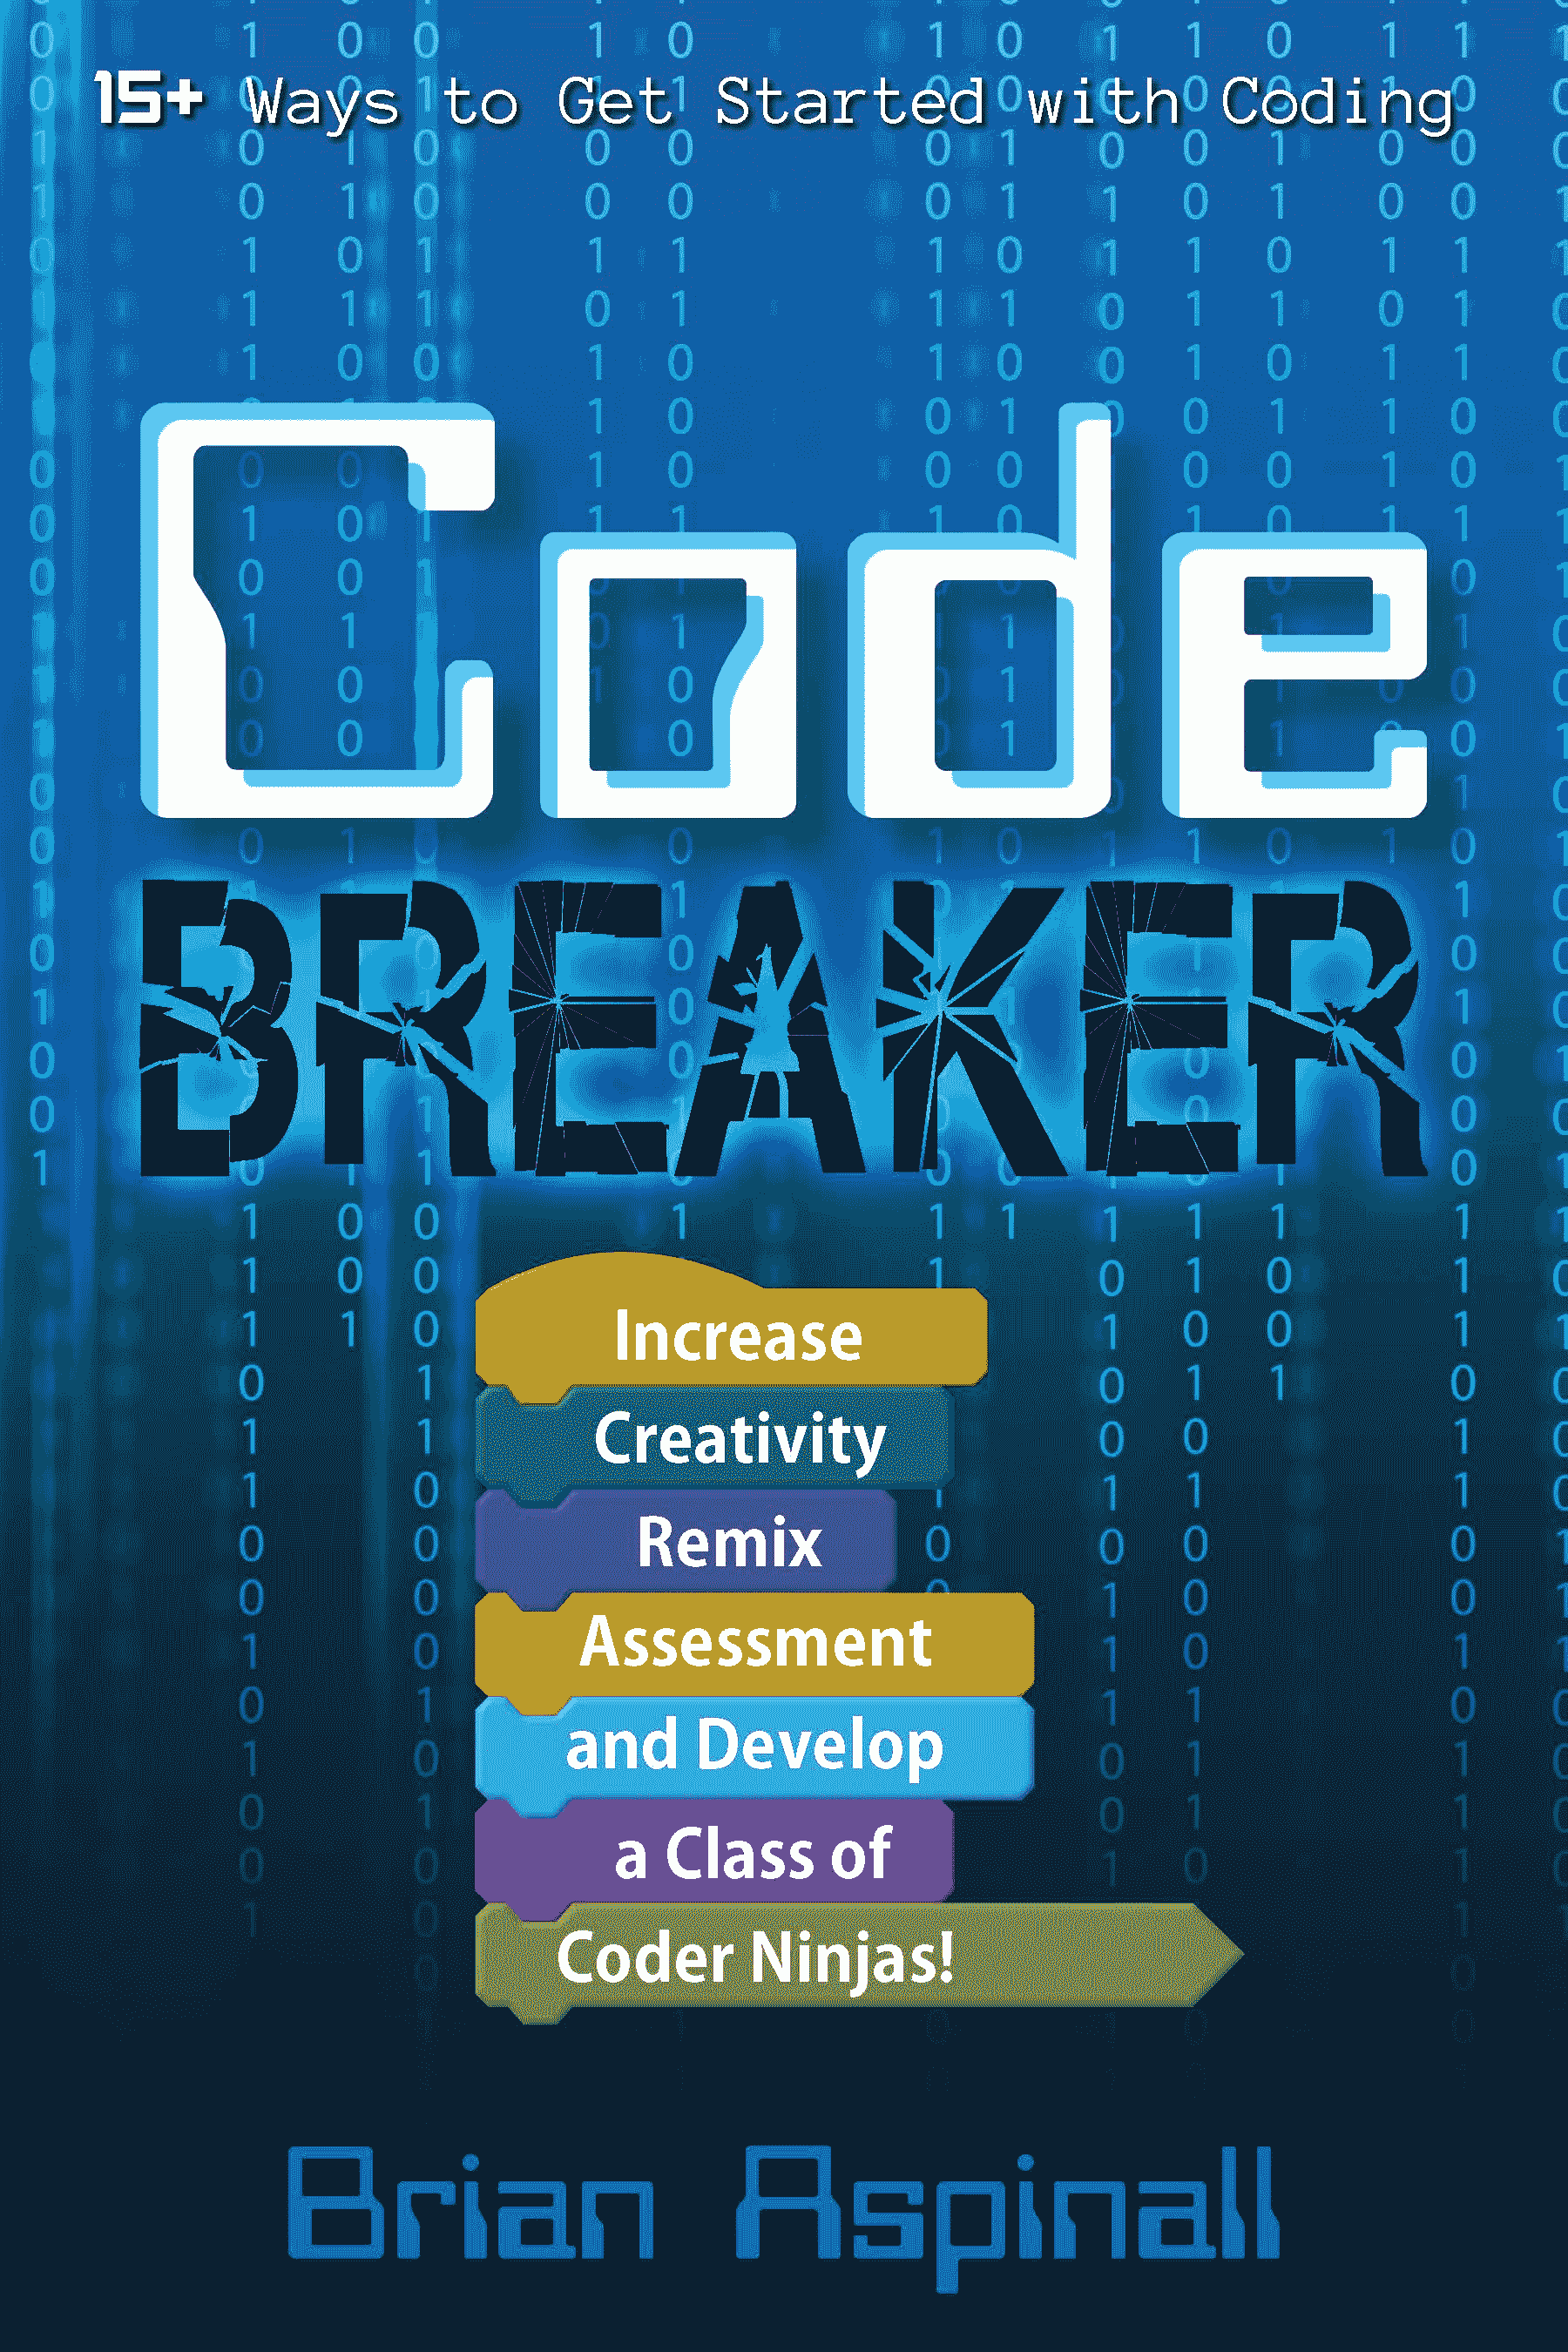 15+ Ways to Get Started with Coding
Code
BREAKER
Increase
Creativity
Remix
Assessment
and Develop
a Class of
Coder Ninjas!
Brian Aspinall